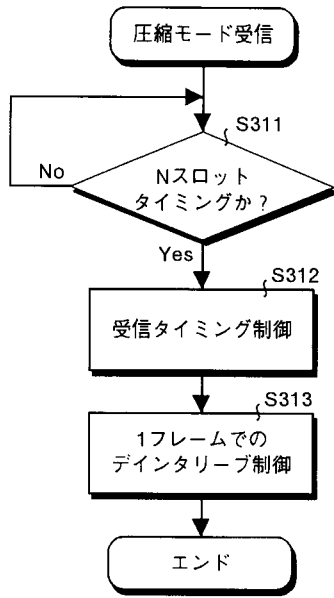 圧縮モード受信
S311
Nスロット
タイミングか?
No
Yes
S312
受信タイミング制御
S313
1フレームでの
デインタリーブ制御
エンド